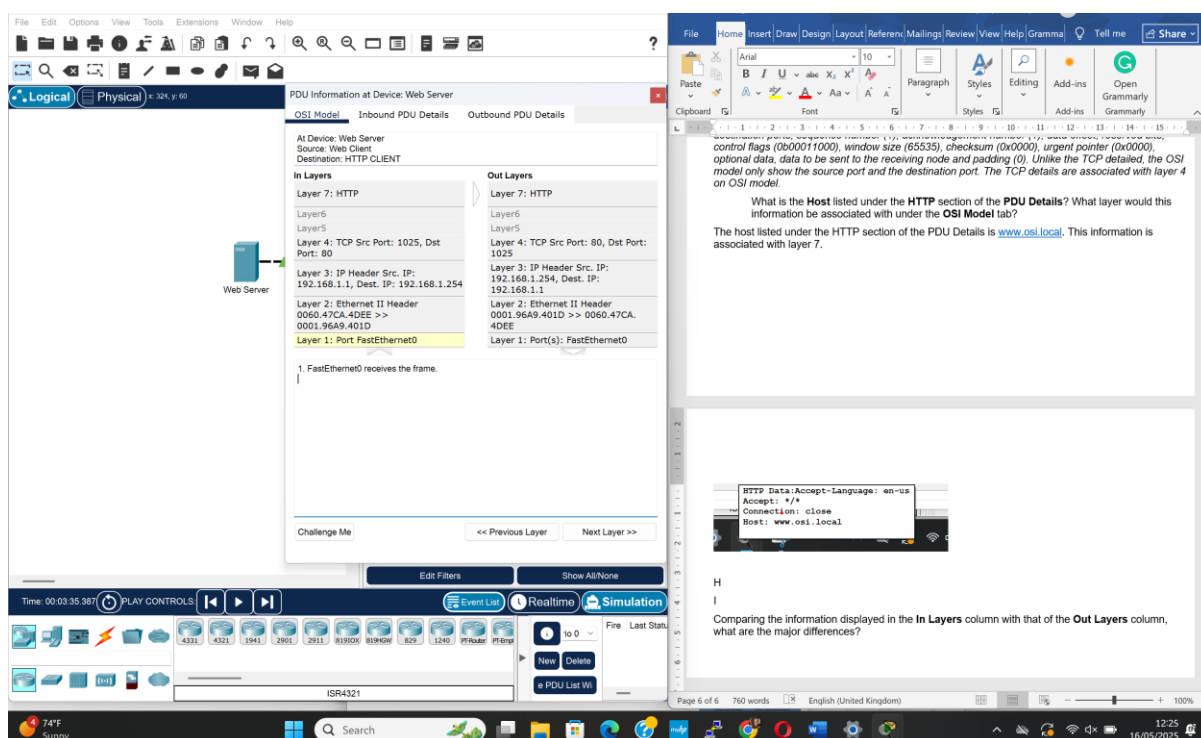 File Edit Options View Tools Extensions Window Help
?
Logical
Physical
x: 324, y: 60
Web Server
PDU Information at Device: Web Server
OSI Model Inbound PDU Details Outbound PDU Details
At Device: Web Server
Source: Web Client
Destination: HTTP CLIENT
In Layers
Layer 7: HTTP
Layer6
Layer5
Layer 4: TCP Src Port: 1025, Dst
Port: 80
Layer 3: IP Header Src. IP:
192.168.1.1, Dest. IP: 192.168.1.254
Layer 2: Ethernet II Header
0060.47CA.4DEE >>
0001.96A9.401D
Layer 1: Port FastEthernet0
Out Layers
Layer 7: HTTP
Layer6
Layer5
Layer 4: TCP Src Port: 80, Dst Port:
1025
Layer 3: IP Header Src. IP:
192.168.1.254, Dest. IP:
192.168.1.1
Layer 2: Ethernet II Header
0001.96A9.401D >> 0060.47CA.
4DEE
Layer 1: Port(s): FastEthernet0
1. FastEthernet0 receives the frame.
Challenge Me
<< Previous Layer
Next Layer >>
Edit Filters
Show All/None
Time: 00:03:35.387
PLAY CONTROLS:
Event List
Realtime
Simulation
4331 4321 1941 2901 2911 819IOX 819HGW 829 1240 PT-Router PT-Empt
ISR4321
io 0
New Delete
e PDU List Wi
Fire Last Statu
File Home Insert Draw Design Layout Referenc Mailings Review View Help Gramma Tell me Share
Paste
Clipboard
Arial 10
B I U abc X₂ X² A
A A Aa A A
Font
Paragraph
Styles
Styles
Editing
Add-ins
Add-ins
Open
Grammarly
Grammarly
control flags (0b00011000), window size (65535), checksum (0x0000), urgent pointer (0x0000),
optional data, data to be sent to the receiving node and padding (0). Unlike the TCP detailed, the OSI
model only show the source port and the destination port. The TCP details are associated with layer 4
on OSI model.
What is the Host listed under the HTTP section of the PDU Details? What layer would this
information be associated with under the OSI Model tab?
The host listed under the HTTP section of the PDU Details is www.osi.local. This information is
associated with layer 7.
HTTP Data:Accept-Language: en-us
Accept: */*
Connection: close
Host: www.osi.local
H
I
Comparing the information displayed in the In Layers column with that of the Out Layers column,
what are the major differences?
Page 6 of 6 760 words English (United Kingdom)
100%
4
74°F
Sunny
Search
12:25
16/05/2025